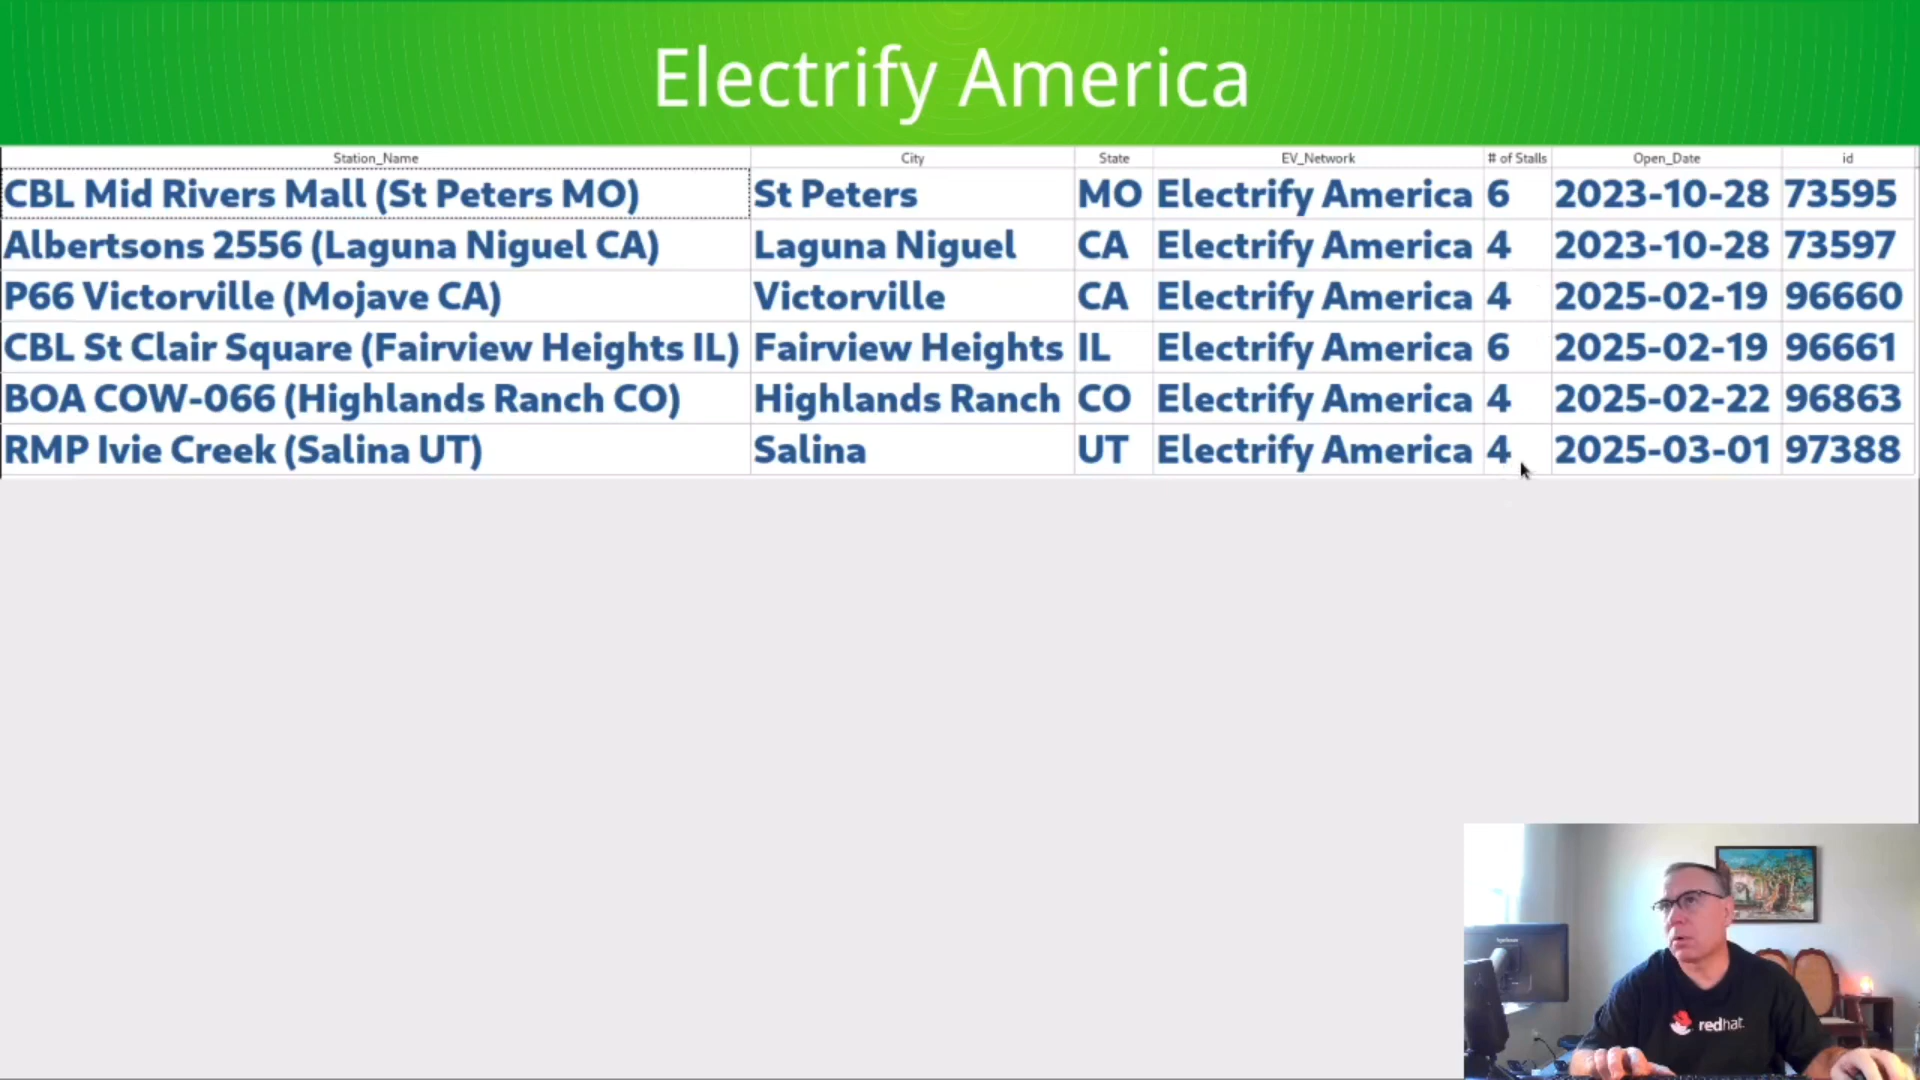 Electrify America
Station_Name City State EV_Network # of Stalls Open_Date id
CBL Mid Rivers Mall (St Peters MO) St Peters MO Electrify America 6 2023-10-28 73595
Albertsons 2556 (Laguna Niguel CA) Laguna Niguel CA Electrify America 4 2023-10-28 73597
P66 Victorville (Mojave CA) Victorville CA Electrify America 4 2025-02-19 96660
CBL St Clair Square (Fairview Heights IL) Fairview Heights IL Electrify America 6 2025-02-19 96661
BOA COW-066 (Highlands Ranch CO) Highlands Ranch CO Electrify America 4 2025-02-22 96863
RMP Ivie Creek (Salina UT) Salina UT Electrify America 4 2025-03-01 97388
redhat.